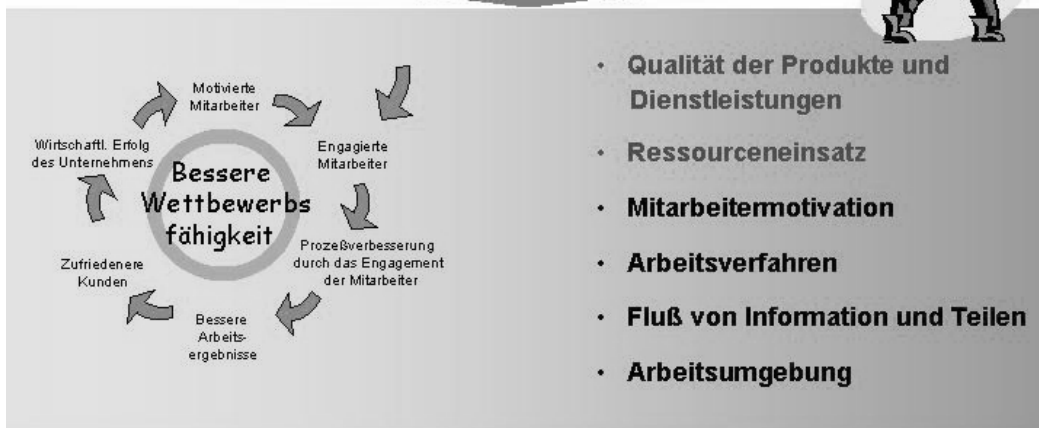 Motivierte
Mitarbeiter
Engagierte
Mitarbeiter
Prozeßverbesserung
durch das Engagement
der Mitarbeiter
Bessere
Arbeits-
ergebnisse
Zufriedenere
Kunden
Wirtschaftl. Erfolg
des Unternehmens
Bessere
Wettbewerbs
fähigkeit
• Qualität der Produkte und
Dienstleistungen
• Ressourceneinsatz
• Mitarbeitermotivation
• Arbeitsverfahren
• Fluß von Information und Teilen
• Arbeitsumgebung